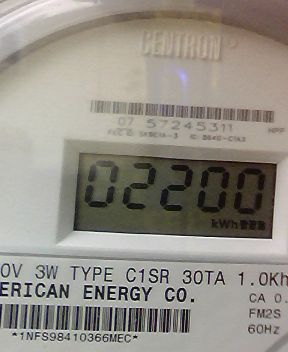 CENTRON®
07 57245311
02200
kWh
0V 3W TYPE C1SR 30TA 1.0Kh
ERICAN ENERGY CO.
CA 0.
FM2S
60Hz
*1NFS98410366MEC*